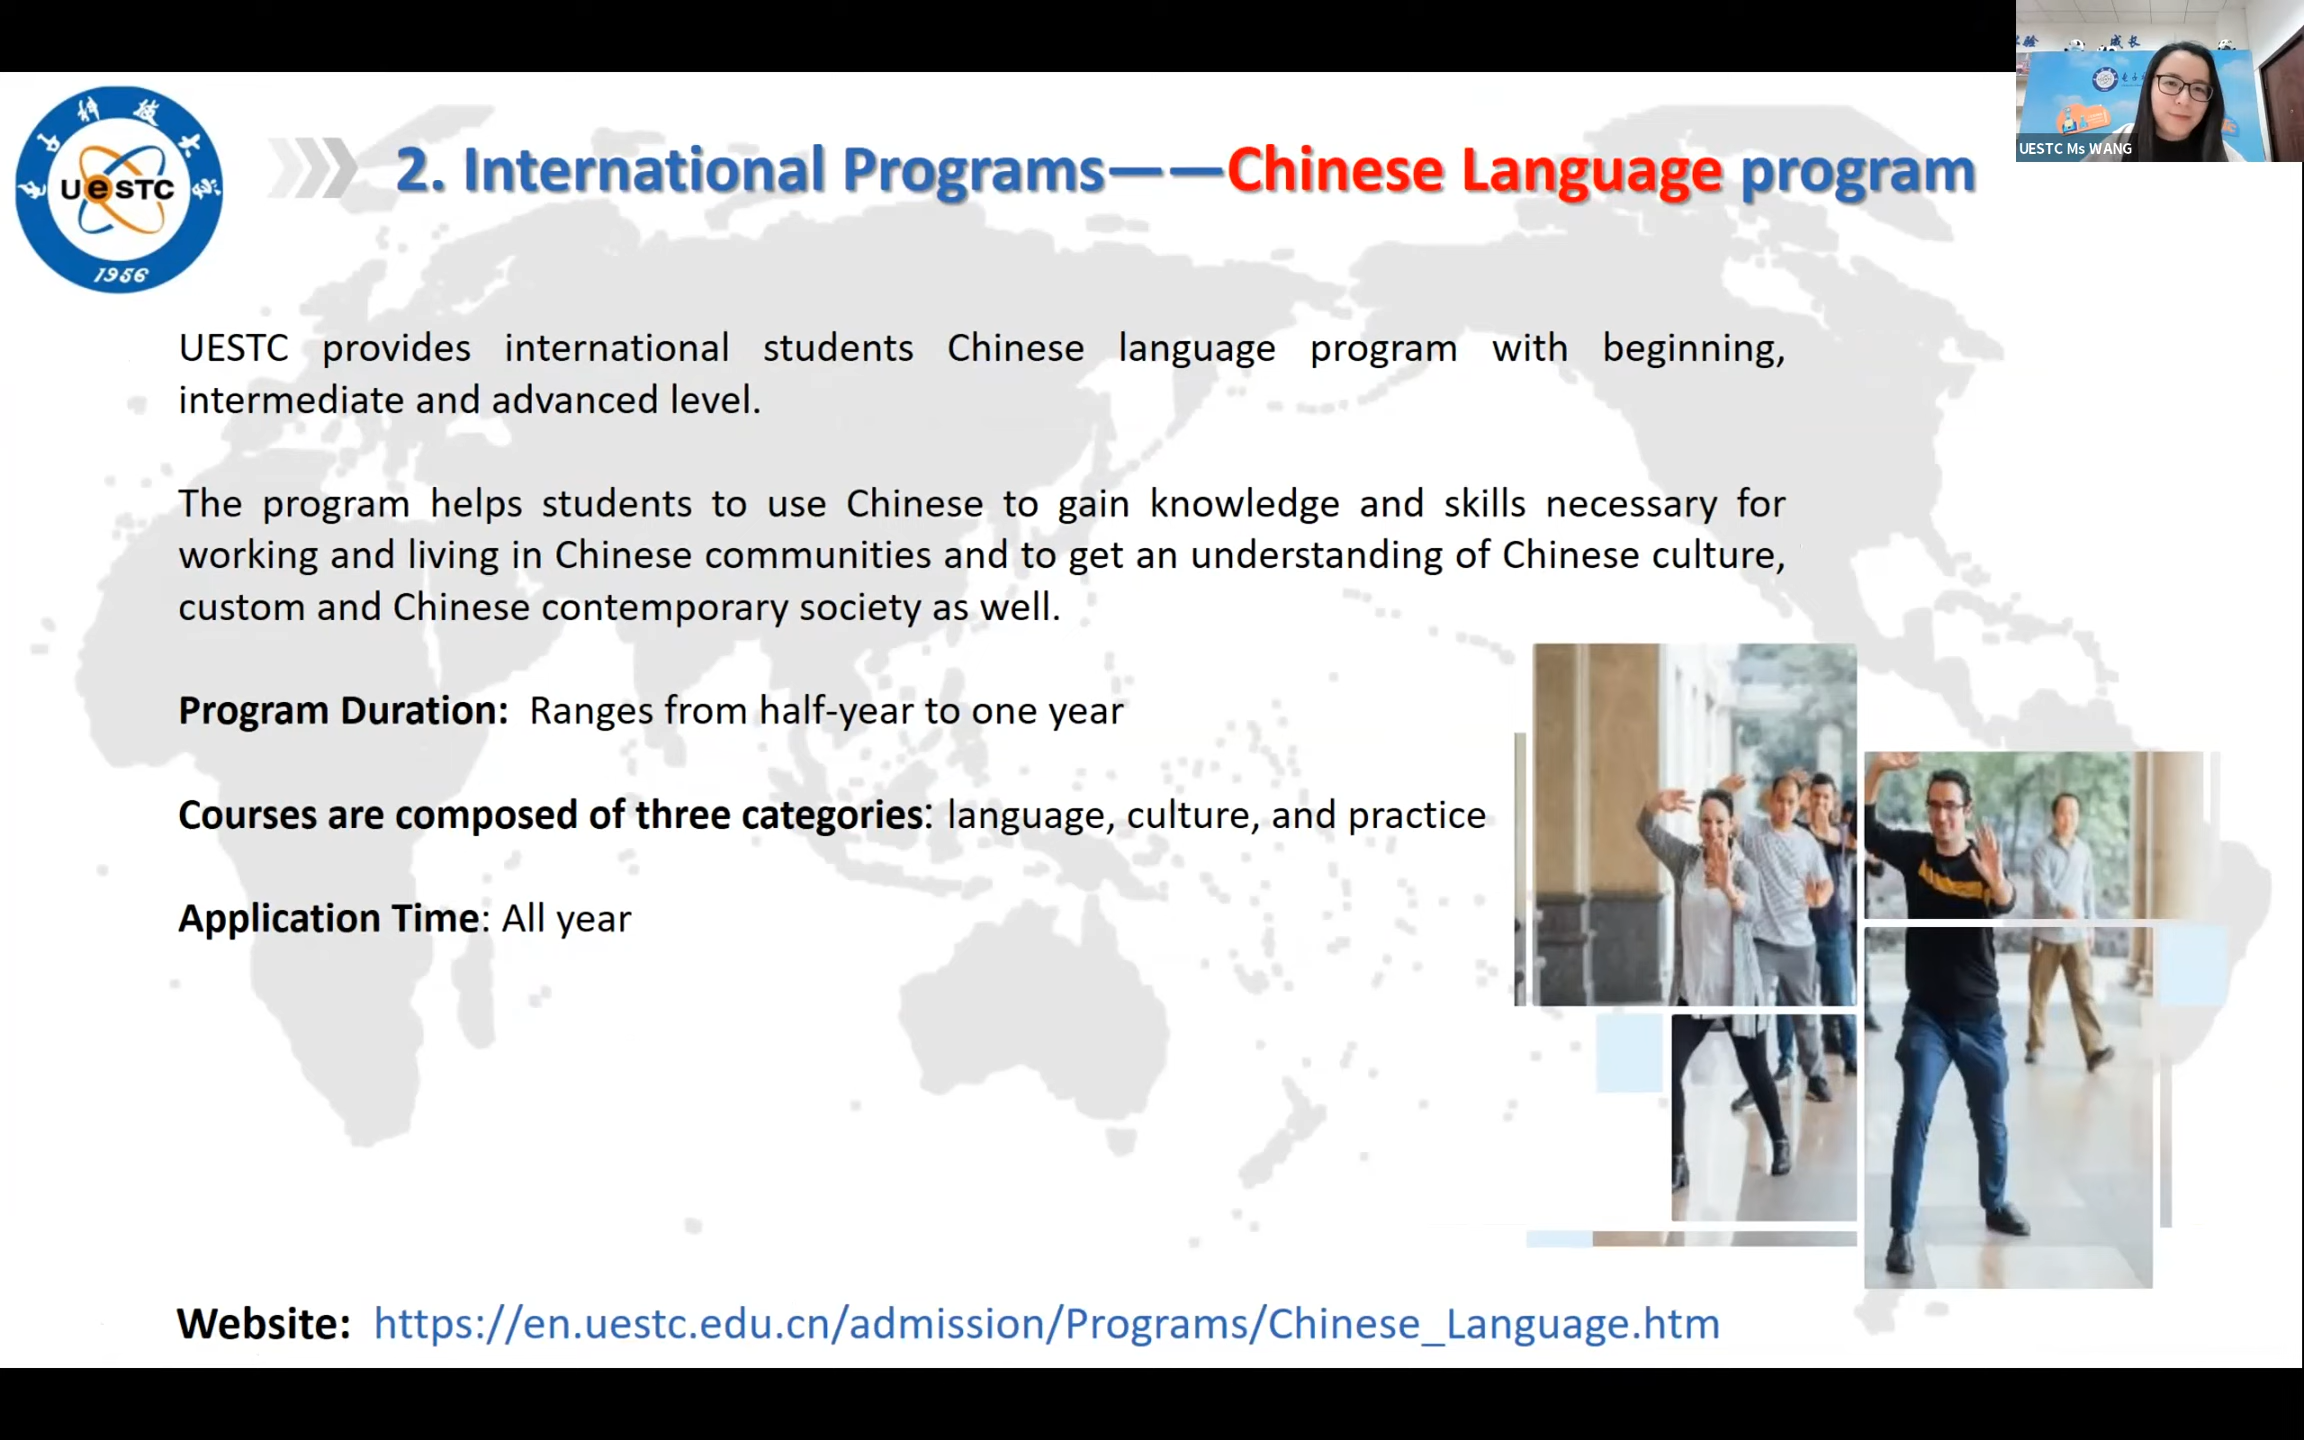 成长
UESTC Ms WANG
UESTC
1956
2. International Programs——Chinese Language program
UESTC provides international students Chinese language program with beginning,
intermediate and advanced level.
The program helps students to use Chinese to gain knowledge and skills necessary for
working and living in Chinese communities and to get an understanding of Chinese culture,
custom and Chinese contemporary society as well.
Program Duration: Ranges from half-year to one year
Courses are composed of three categories: language, culture, and practice
Application Time: All year
Website: https://en.uestc.edu.cn/admission/Programs/Chinese_Language.htm